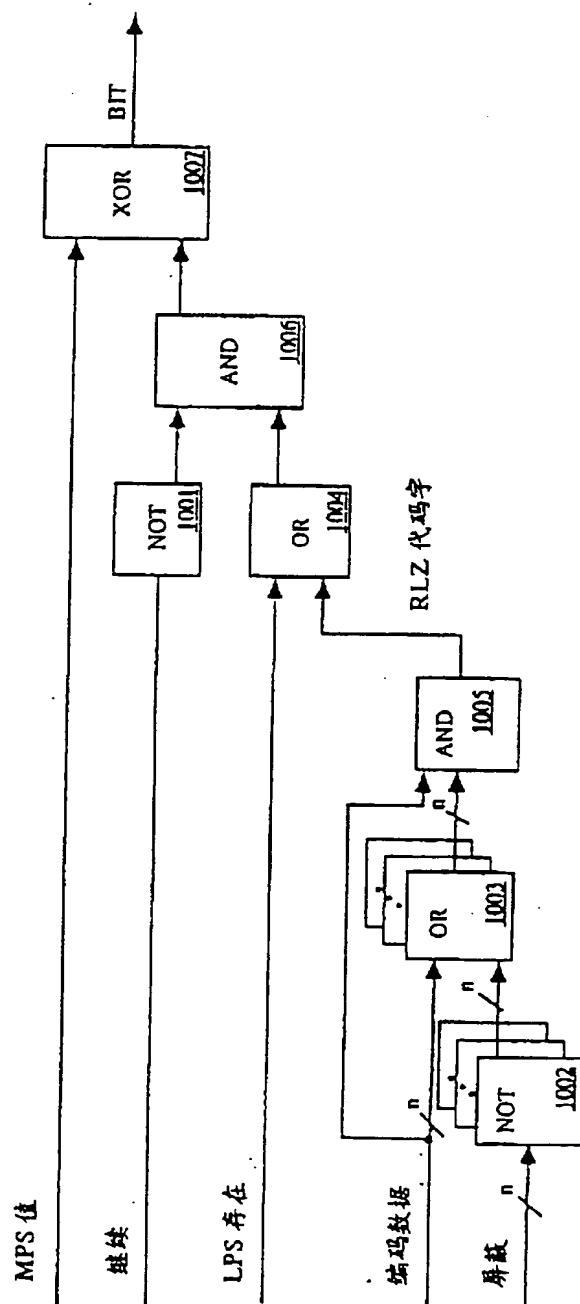 MPS 值
继续
LPS 存在
编码数据
屏蔽
n
n
NOT
1002
n
n
OR
1003
n
AND
1005
RLZ 代码字
OR
1004
NOT
1001
AND
1006
XOR
1007
BIT